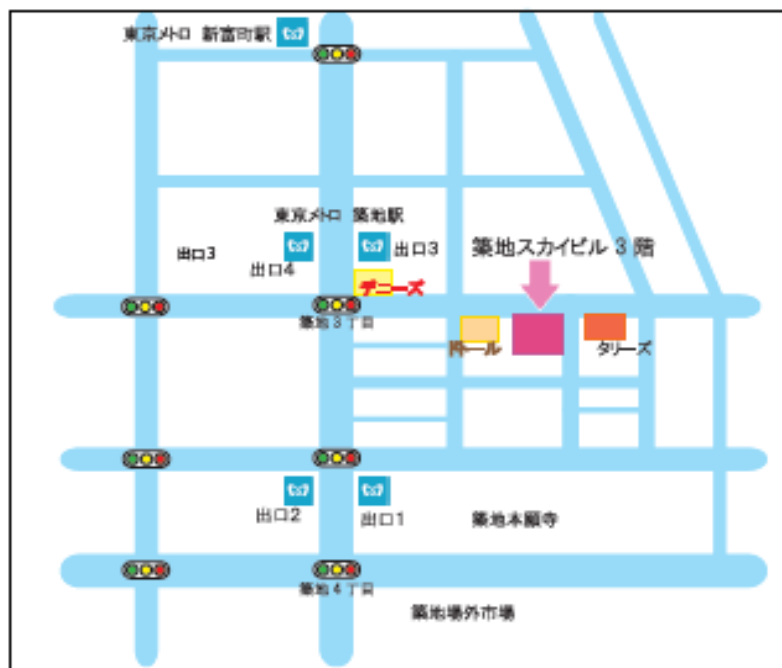 東京メトロ 新富町駅
東京メトロ 築地駅
出口3
出口4
出口3
築地スカイビル 3 階
デニーズ
築地 3 丁目
タリーズ
出口2
出口1
築地本願寺
築地 4 丁目
築地場外市場